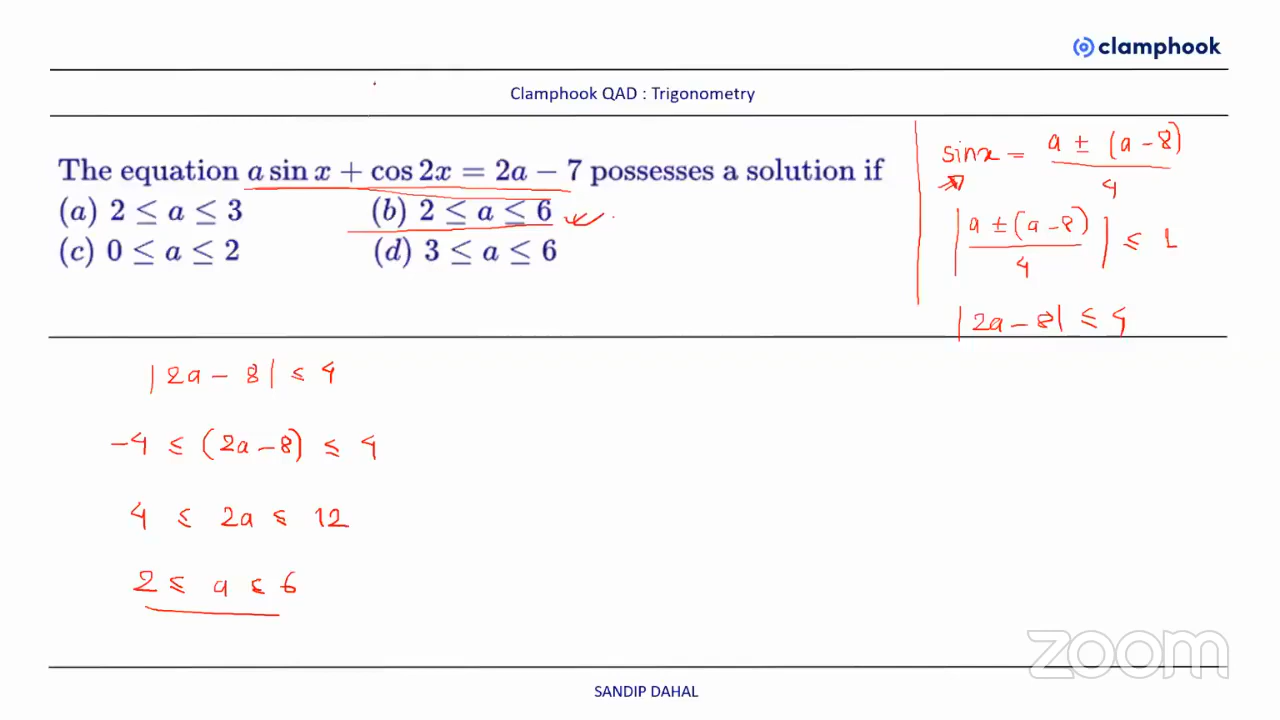 clamphook
Clamphook QAD : Trigonometry
The equation a sin x + cos 2x = 2a − 7 possesses a solution if
(a) 2 ≤ a ≤ 3 (b) 2 ≤ a ≤ 6
(c) 0 ≤ a ≤ 2 (d) 3 ≤ a ≤ 6
sinx = a ± (a - 8) / 4
| a ± (a - 8) / 4 | ≤ 1
| 2a - 8 | ≤ 4
| 2a - 8 | ≤ 4
-4 ≤ (2a - 8) ≤ 4
4 ≤ 2a ≤ 12
2 ≤ a ≤ 6
zoom
SANDIP DAHAL